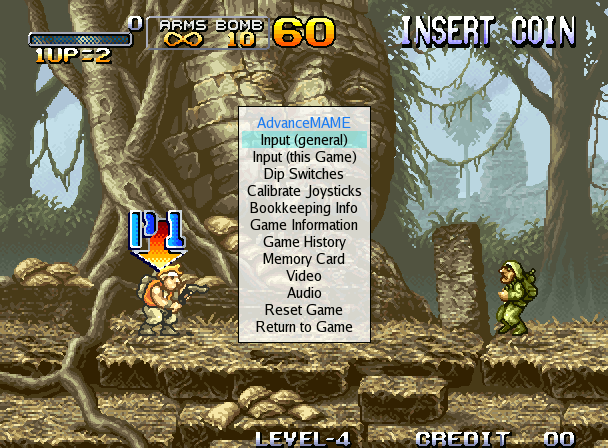 0
ARMS BOMB
∞ 10
60
INSERT COIN
1UP=2
AdvanceMAME
Input (general)
Input (this Game)
Dip Switches
Calibrate Joysticks
Bookkeeping Info
Game Information
Game History
Memory Card
Video
Audio
Reset Game
Return to Game
P1
LEVEL-4
CREDIT 00